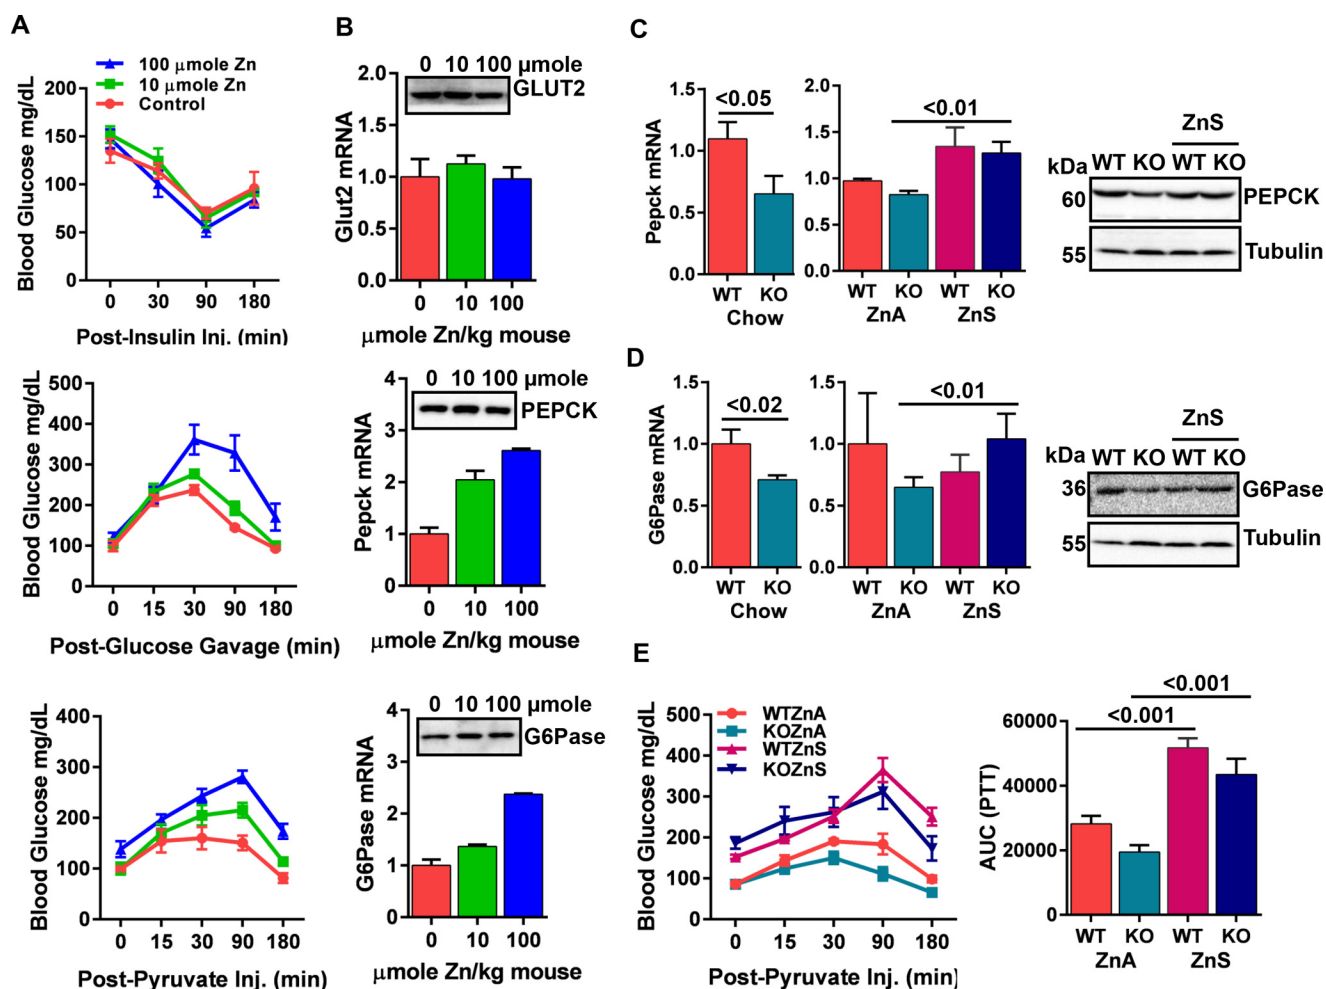 A
100 μmole Zn
10 μmole Zn
Control
Blood Glucose mg/dL
200
150
100
50
0
0 30 90 180
Post-Insulin Inj. (min)
Blood Glucose mg/dL
500
400
300
200
100
0
0 15 30 90 180
Post-Glucose Gavage (min)
Blood Glucose mg/dL
400
300
200
100
0
0 15 30 90 180
Post-Pyruvate Inj. (min)
B
0 10 100 μmole
GLUT2
Glut2 mRNA
2.0
1.5
1.0
0.5
0.0
0 10 100
μmole Zn/kg mouse
0 10 100 μmole
PEPCK
Pepck mRNA
4
3
2
1
0
0 10 100
μmole Zn/kg mouse
0 10 100 μmole
G6Pase
G6Pase mRNA
4
3
2
1
0
0 10 100
μmole Zn/kg mouse
C
Pepck mRNA
1.5
1.0
0.5
0.0
<0.05
WT KO
Chow
2.0
1.5
1.0
0.5
0.0
<0.01
WT KO WT KO
ZnA ZnS
ZnS
kDa WT KO WT KO
60 PEPCK
55 Tubulin
D
G6Pase mRNA
1.5
1.0
0.5
0.0
<0.02
WT KO
Chow
1.5
1.0
0.5
0.0
<0.01
WT KO WT KO
ZnA ZnS
ZnS
kDa WT KO WT KO
36 G6Pase
55 Tubulin
E
WTZnA
KOZnA
WTZnS
KOZnS
Blood Glucose mg/dL
500
400
300
200
100
0
0 15 30 90 180
Post-Pyruvate Inj. (min)
AUC (PTT)
60000
40000
20000
0
<0.001
<0.001
WT KO WT KO
ZnA ZnS